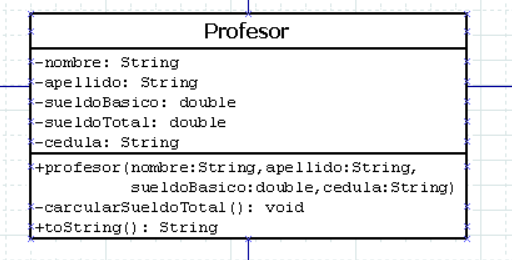 Profesor
-nombre: String
-apellido: String
-sueldoBasico: double
-sueldoTotal: double
-cedula: String
+profesor(nombre:String,apellido:String,
sueldoBasico:double,cedula:String)
-carcularSueldoTotal(): void
+toString(): String